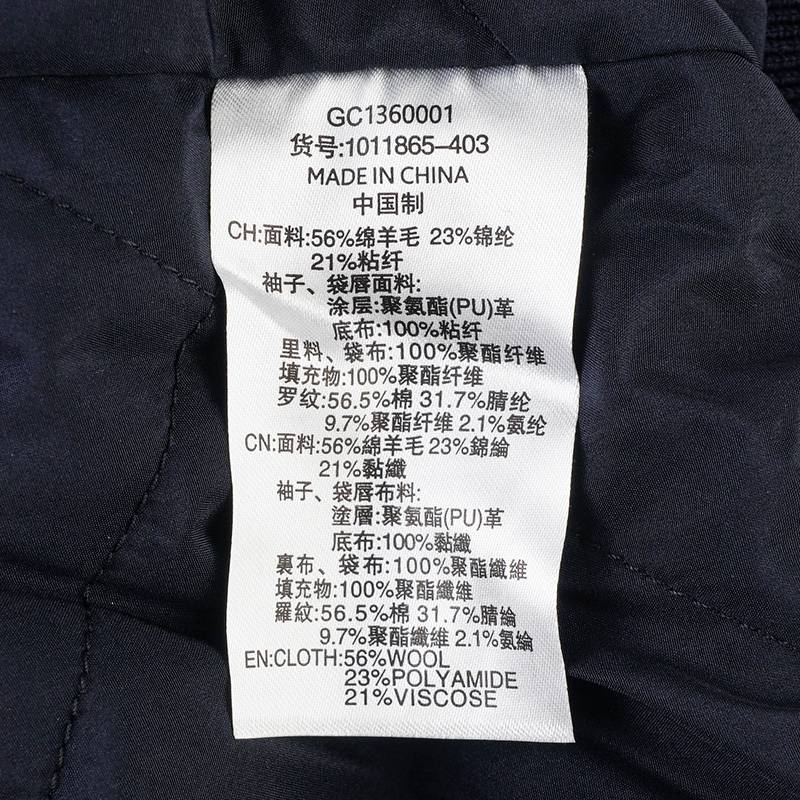 GC1360001
货号:1011865–403
MADE IN CHINA
中国制
CH:面料:56%绵羊毛 23%锦纶
21%粘纤
袖子、袋唇面料:
涂层:聚氨酯(PU)革
底布:100%粘纤
里料、袋布:100%聚酯纤维
填充物:100%聚酯纤维
罗纹:56.5%棉 31.7%腈纶
9.7%聚酯纤维 2.1%氨纶
CN:面料:56%綿羊毛 23%錦綸
21%黏纖
袖子、袋唇布料:
塗層:聚氨酯(PU)革
底布:100%黏纖
裏布、袋布:100%聚酯纖維
填充物:100%聚酯纖維
羅紋:56.5%棉 31.7%腈綸
9.7%聚酯纖維 2.1%氨綸
EN:CLOTH:56%WOOL
23%POLYAMIDE
21%VISCOSE